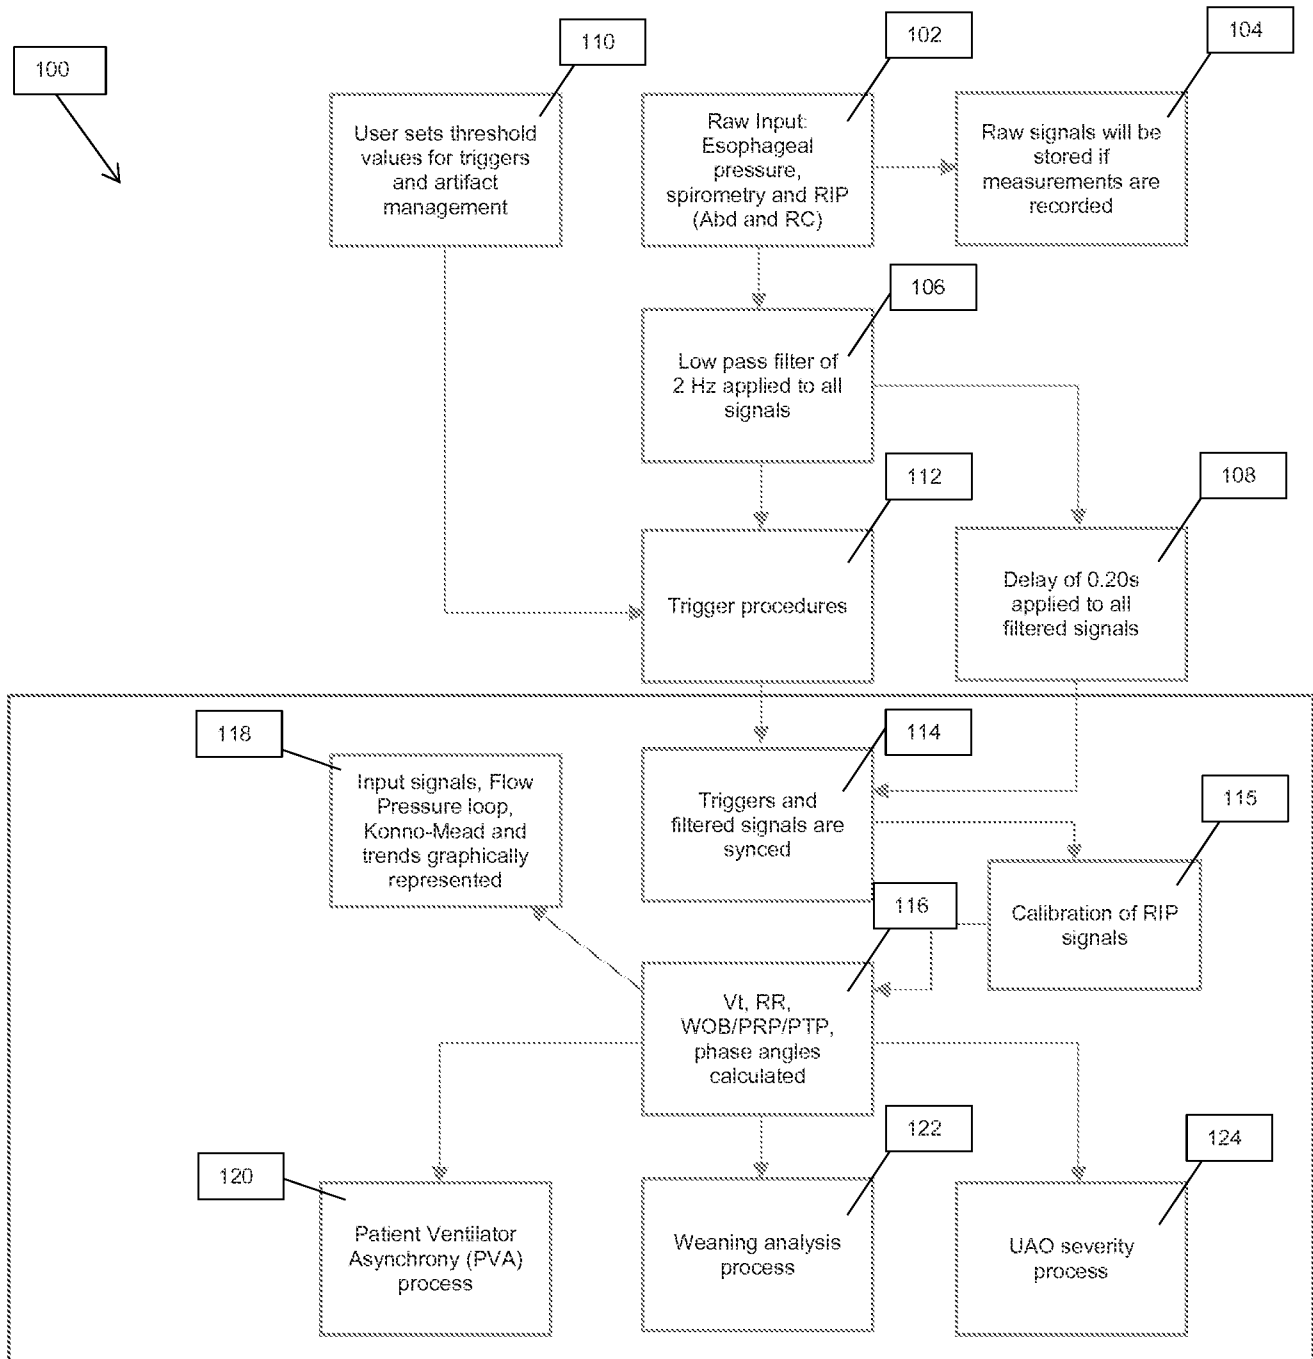 100
110
102
104
User sets threshold
values for triggers
and artifact
management
Raw Input:
Esophageal
pressure,
spirometry and RIP
(Abd and RC)
Raw signals will be
stored if
measurements are
recorded
106
Low pass filter of
2 Hz applied to all
signals
112
108
Trigger procedures
Delay of 0.20s
applied to all
filtered signals
118
114
115
Input signals, Flow
Pressure loop,
Konno-Mead and
trends graphically
represented
Triggers and
filtered signals are
synced
116
Calibration of RIP
signals
Vt, RR,
WOB/PRP/PTP,
phase angles
calculated
120
122
124
Patient Ventilator
Asynchrony (PVA)
process
Weaning analysis
process
UAO severity
process